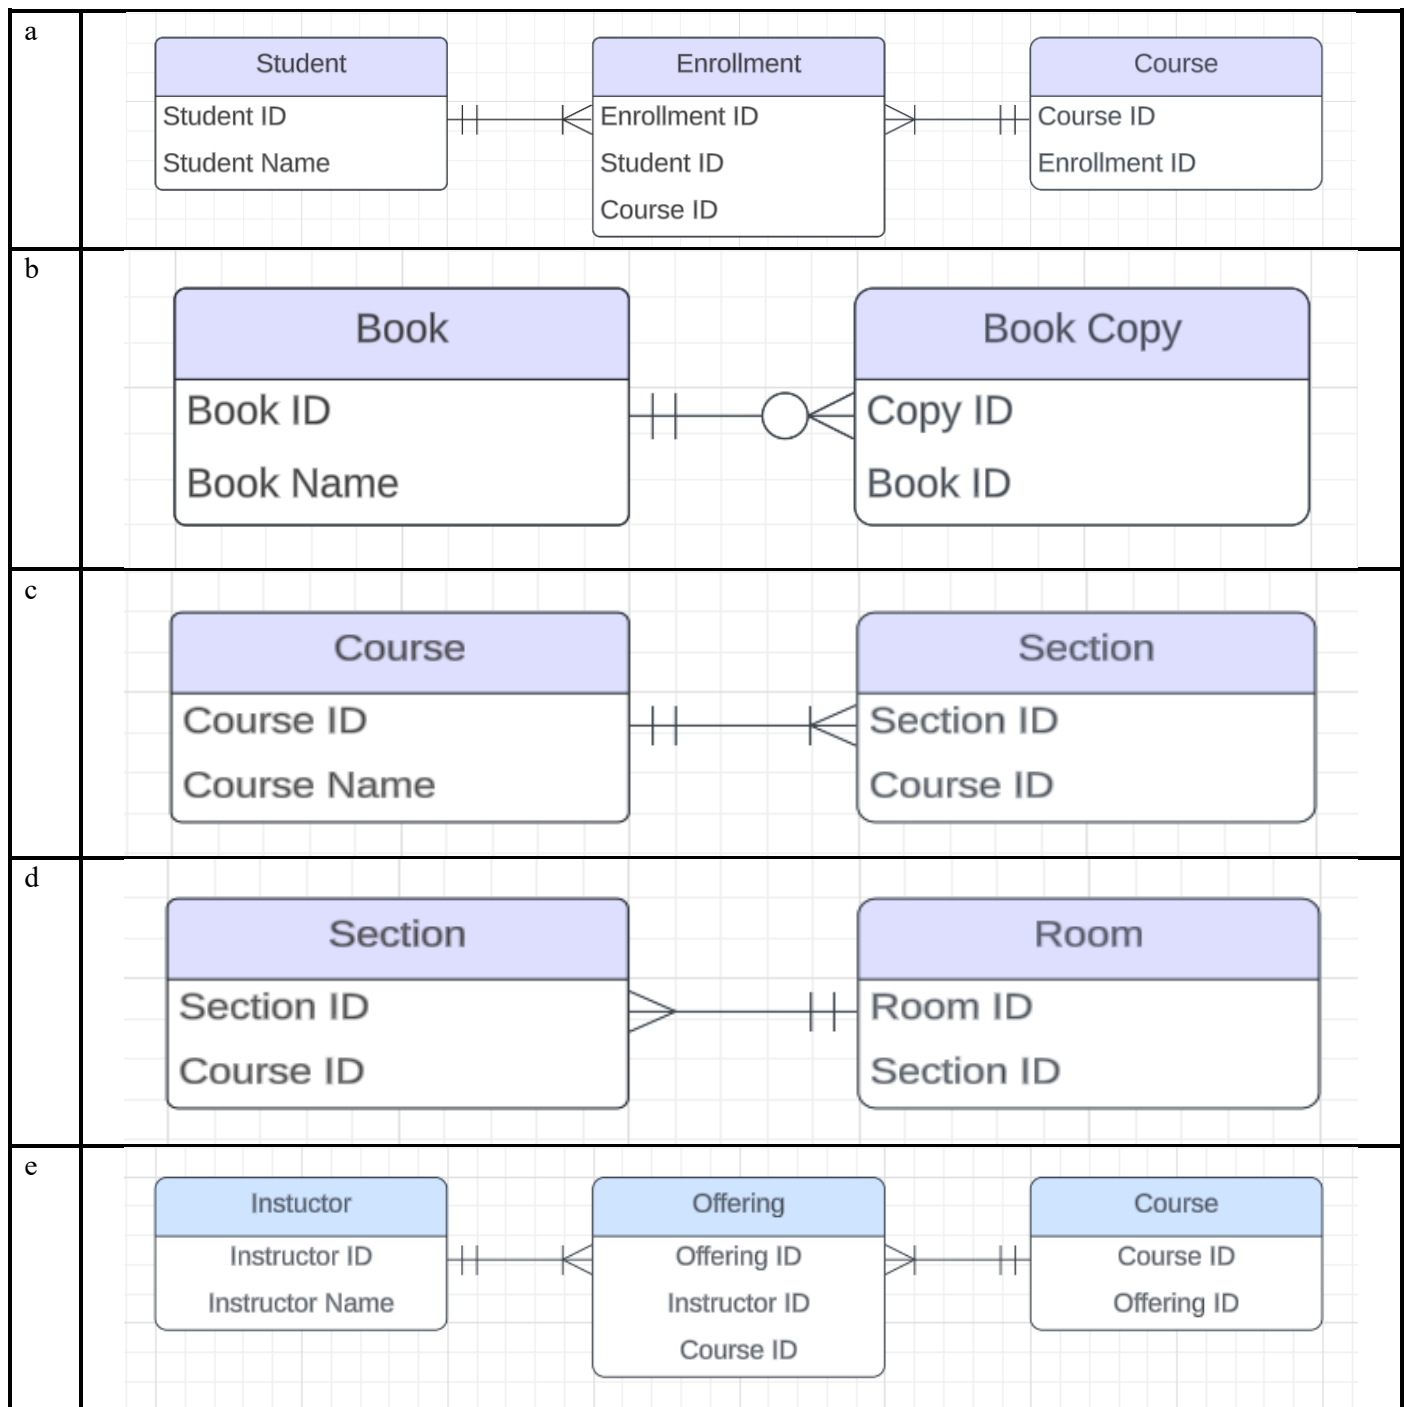 a
Student
Student ID
Student Name
Enrollment
Enrollment ID
Student ID
Course ID
Course
Course ID
Enrollment ID
b
Book
Book ID
Book Name
Book Copy
Copy ID
Book ID
c
Course
Course ID
Course Name
Section
Section ID
Course ID
d
Section
Section ID
Course ID
Room
Room ID
Section ID
e
Instuctor
Instructor ID
Instructor Name
Offering
Offering ID
Instructor ID
Course ID
Course
Course ID
Offering ID